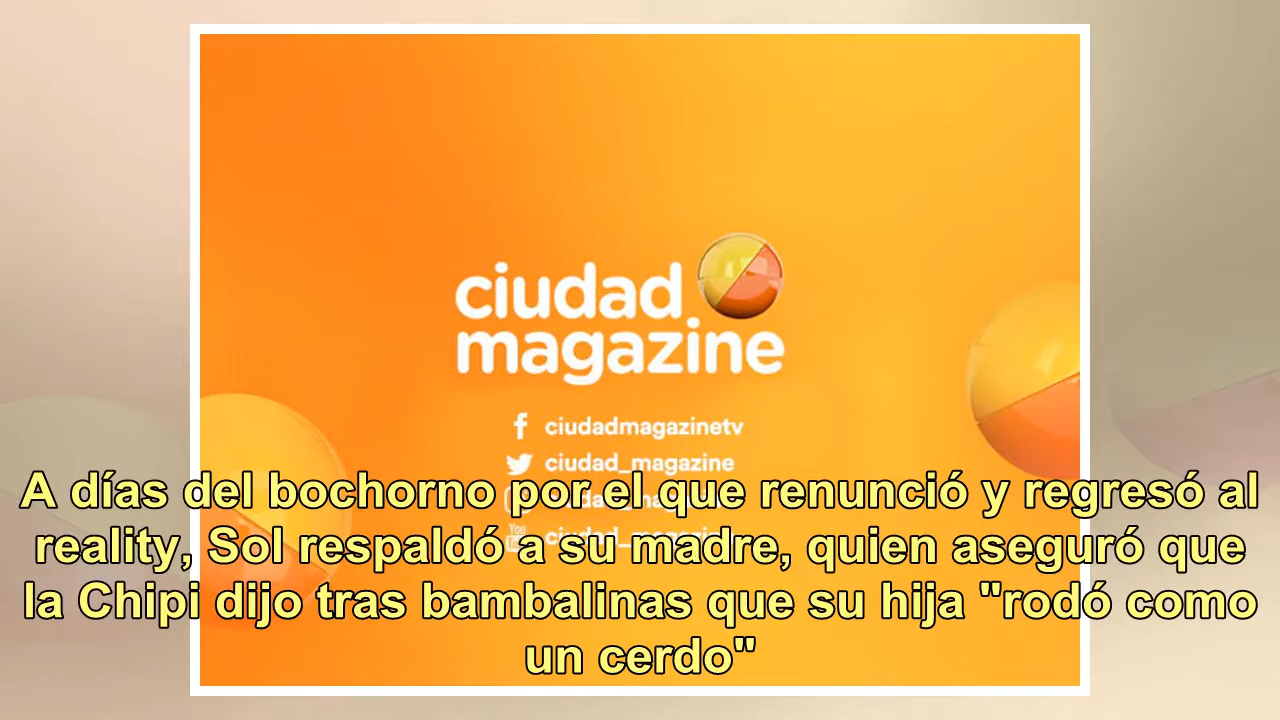 ciudad
magazine
ciudadmagazinetv
ciudad_magazine
You
A días del bochorno por el que renunció y regresó al
reality, Sol respaldó a su madre, quien aseguró que
la Chipi dijo tras bambalinas que su hija "rodó como
un cerdo"